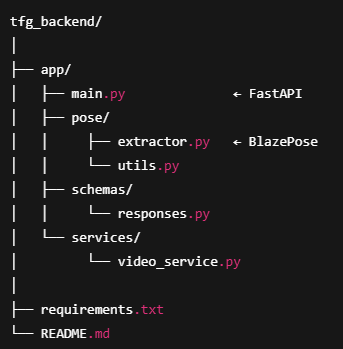 tfg_backend/
│
├── app/
│   ├── main.py              ← FastAPI
│   ├── pose/
│   │     ├── extractor.py   ← BlazePose
│   │     └── utils.py
│   ├── schemas/
│   │     └── responses.py
│   └── services/
│         └── video_service.py
│
├── requirements.txt
└── README.md